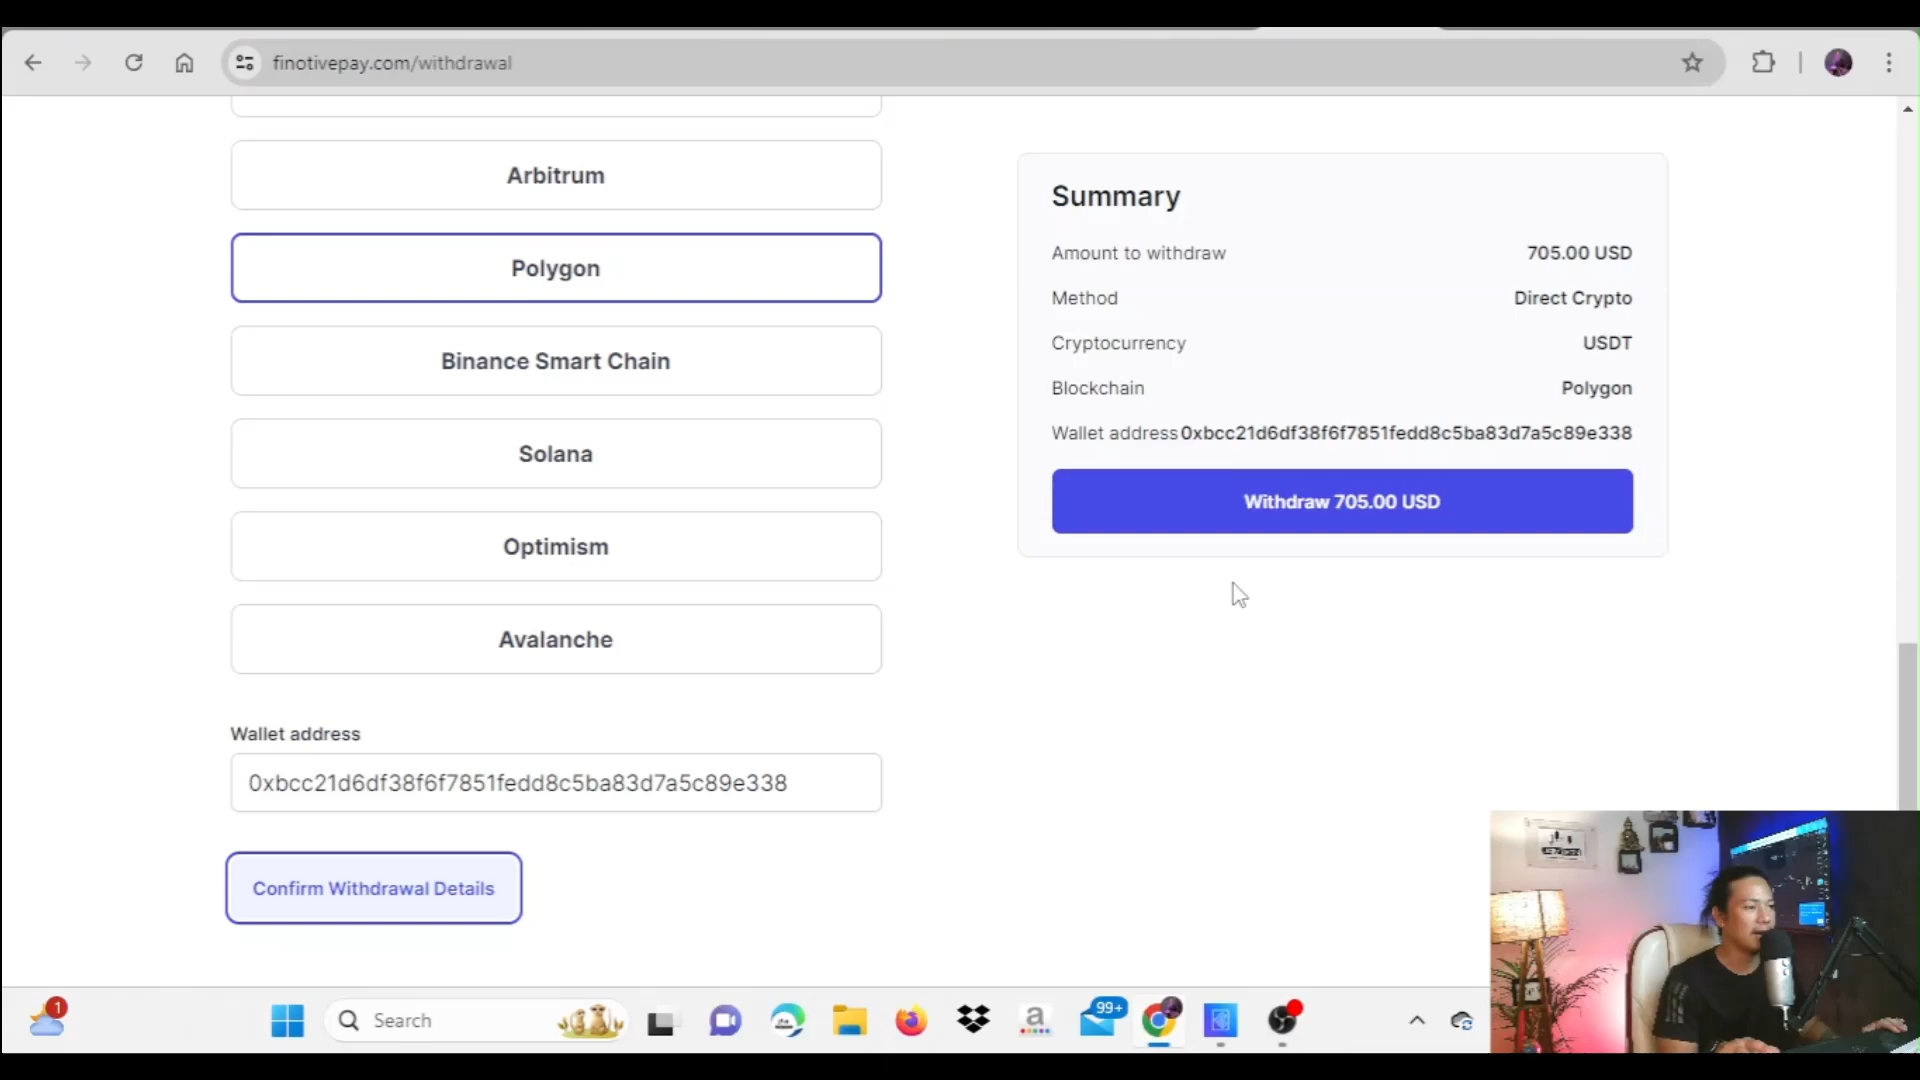 finotivepay.com/withdrawal
Arbitrum
Polygon
Binance Smart Chain
Solana
Optimism
Avalanche
Wallet address
0xbcc21d6df38f6f7851fedd8c5ba83d7a5c89e338
Confirm Withdrawal Details
Summary
Amount to withdraw 705.00 USD
Method Direct Crypto
Cryptocurrency USDT
Blockchain Polygon
Wallet address 0xbcc21d6df38f6f7851fedd8c5ba83d7a5c89e338
Withdraw 705.00 USD
1
Search
a
99+